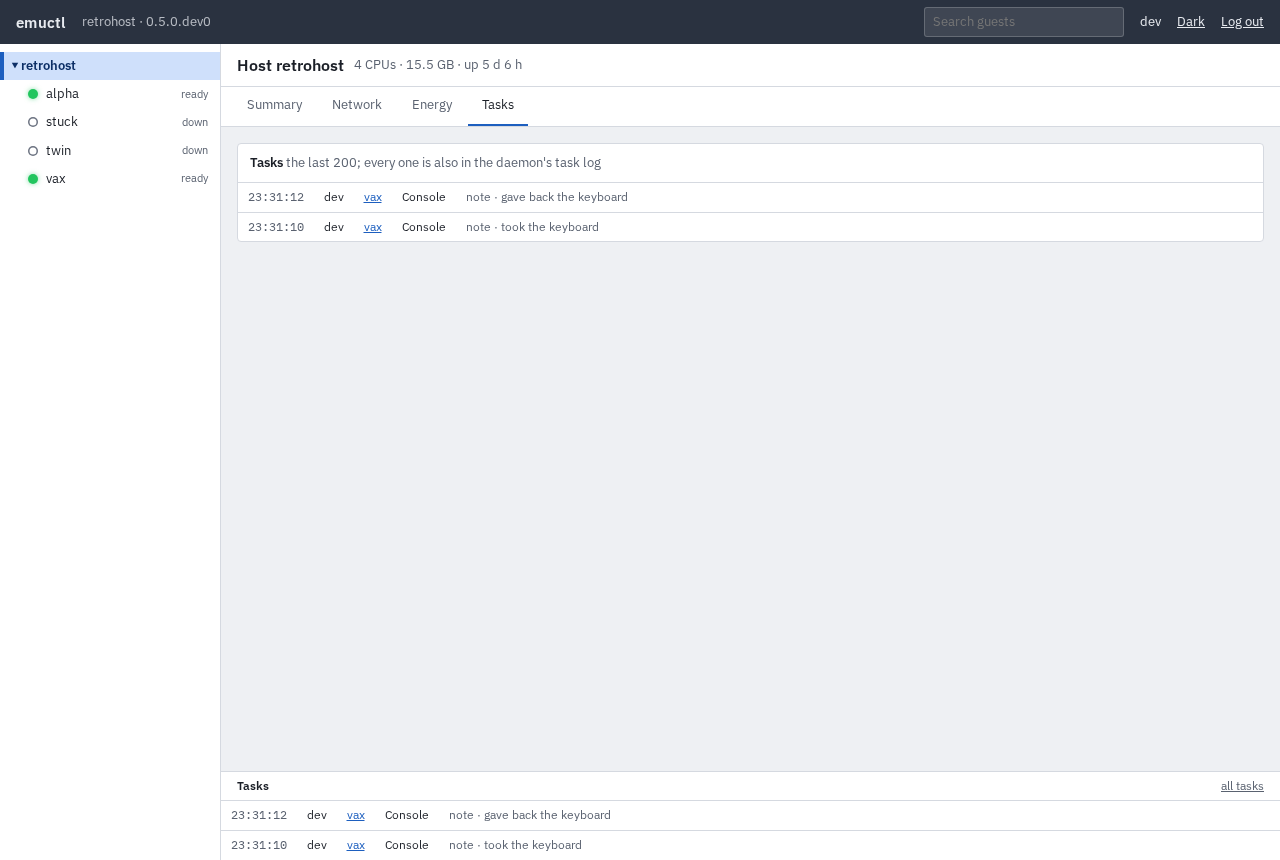 emuctl retrohost · 0.5.0.dev0 Search guests dev Dark Log out
▾ retrohost
alpha ready
stuck down
twin down
vax ready
Host retrohost 4 CPUs · 15.5 GB · up 5 d 6 h
Summary Network Energy Tasks
Tasks the last 200; every one is also in the daemon's task log
23:31:12 dev vax Console note · gave back the keyboard
23:31:10 dev vax Console note · took the keyboard
Tasks all tasks
23:31:12 dev vax Console note · gave back the keyboard
23:31:10 dev vax Console note · took the keyboard